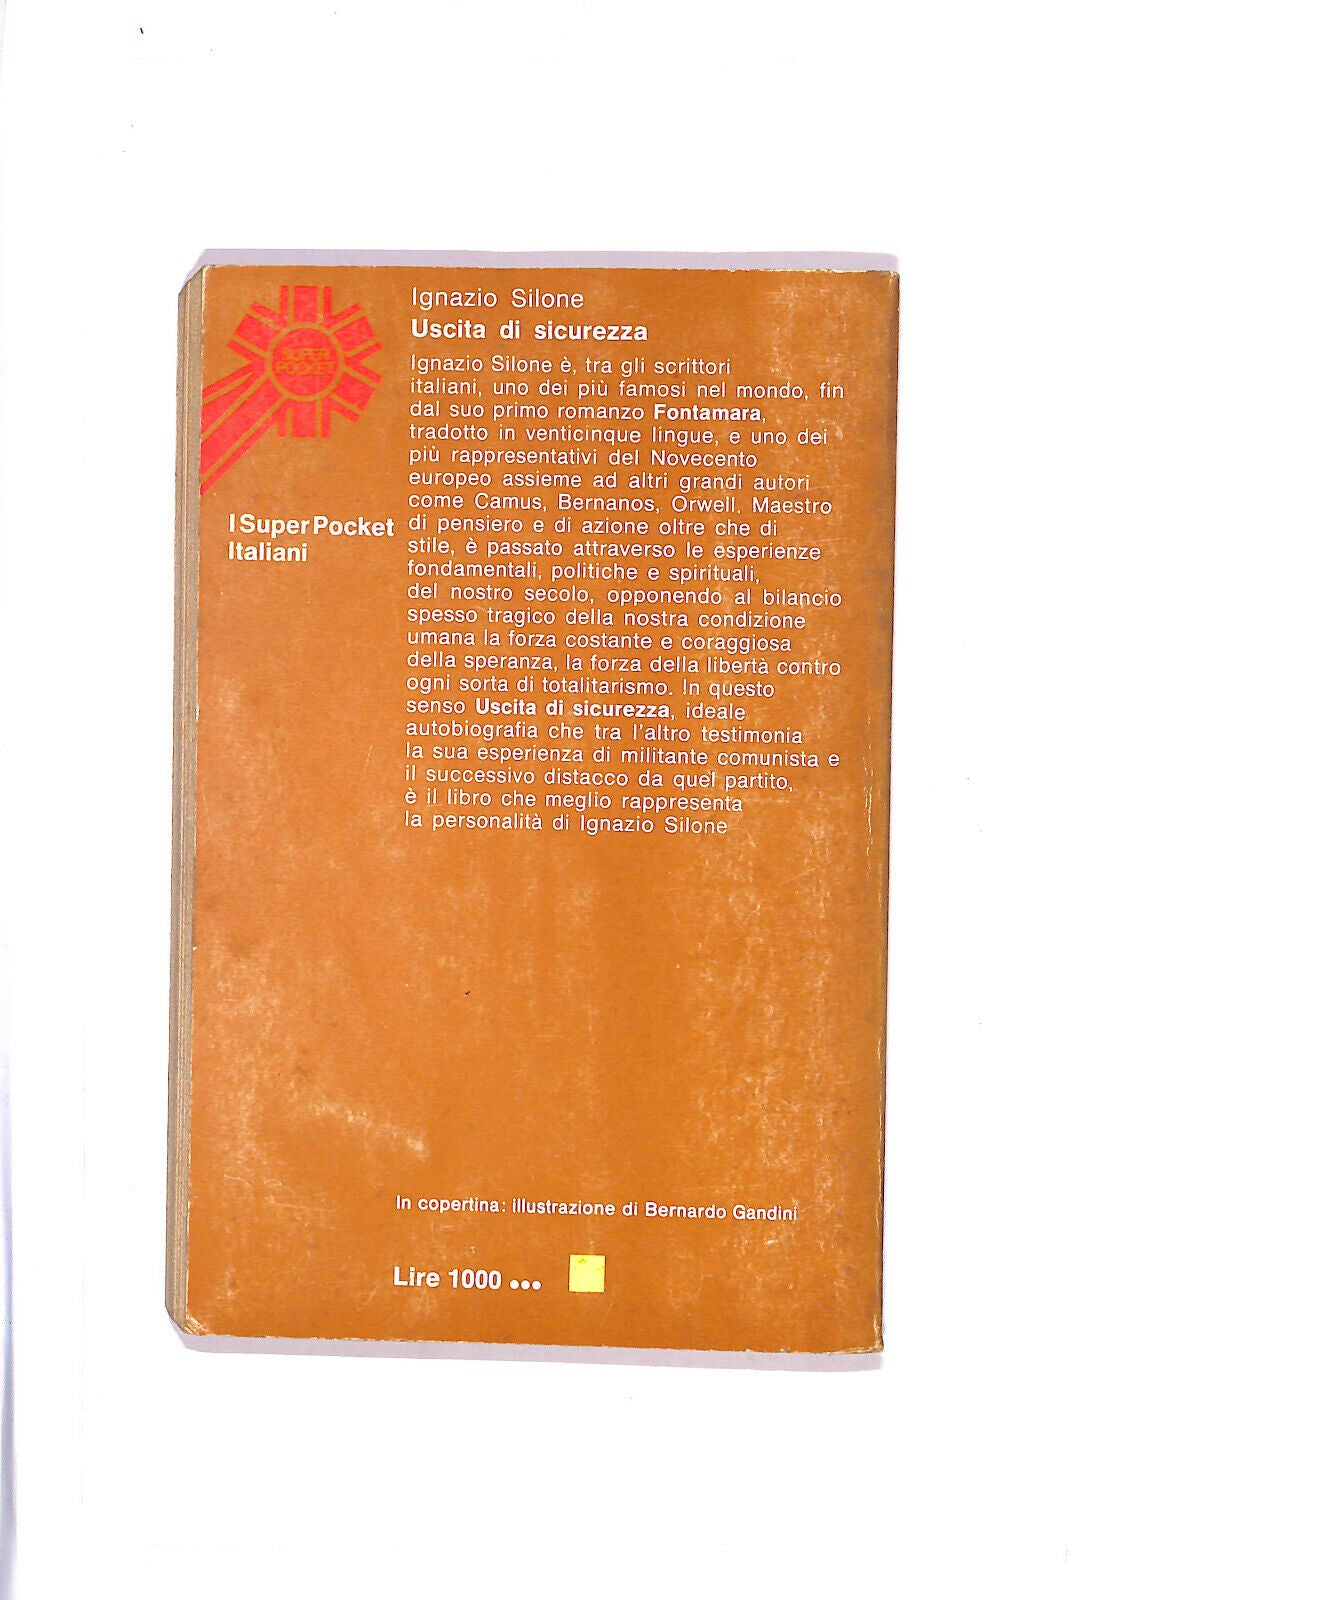 SUPER
POCKET
I Super Pocket
Italiani
Ignazio Silone
Uscita di sicurezza
Ignazio Silone è, tra gli scrittori
italiani, uno dei più famosi nel mondo, fin
dal suo primo romanzo Fontamara,
tradotto in venticinque lingue, e uno dei
più rappresentativi del Novecento
europeo assieme ad altri grandi autori
come Camus, Bernanos, Orwell. Maestro
di pensiero e di azione oltre che di
stile, è passato attraverso le esperienze
fondamentali, politiche e spirituali,
del nostro secolo, opponendo al bilancio
spesso tragico della nostra condizione
umana la forza costante e coraggiosa
della speranza, la forza della libertà contro
ogni sorta di totalitarismo. In questo
senso Uscita di sicurezza, ideale
autobiografia che tra l'altro testimonia
la sua esperienza di militante comunista e
il successivo distacco da quel partito,
è il libro che meglio rappresenta
la personalità di Ignazio Silone
In copertina: illustrazione di Bernardo Gandini
Lire 1000 •••